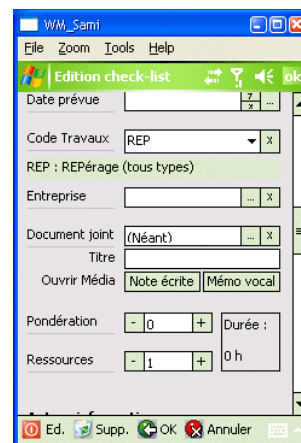 WM_Sami
File Zoom Tools Help
Edition check-list ok
Date prévue 7 x ...
Code Travaux REP x
REP : REPérage (tous types)
Entreprise ... x
Document joint (Néant) ... x
Titre
Ouvrir Média Note écrite Mémo vocal
Pondération - 0 + Durée :
Ressources - 1 + 0 h
Ed. Supp. OK Annuler